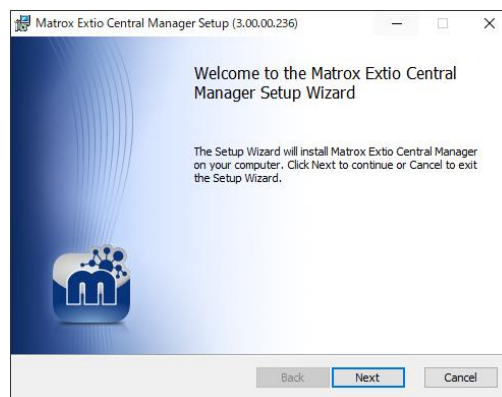 Matrox Extio Central Manager Setup (3.00.00.236)
Welcome to the Matrox Extio Central
Manager Setup Wizard
The Setup Wizard will install Matrox Extio Central Manager
on your computer. Click Next to continue or Cancel to exit
the Setup Wizard.
m
Back Next Cancel